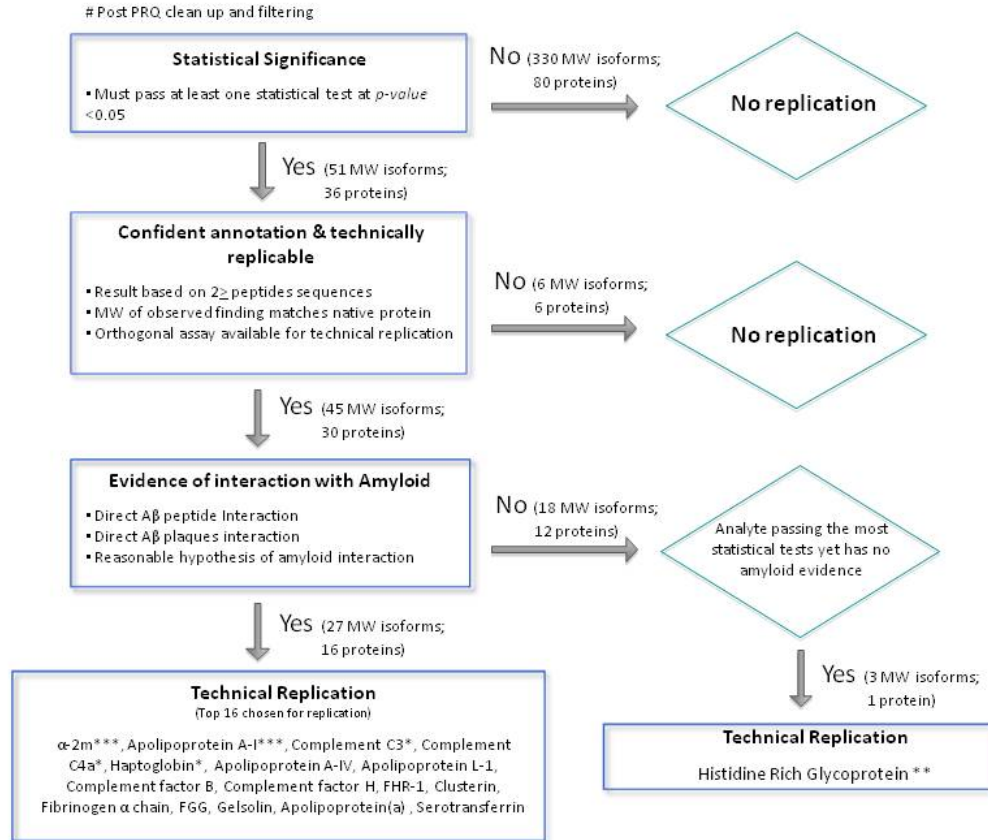 # Post PRQ clean up and filtering
Statistical Significance
▪ Must pass at least one statistical test at p-value
<0.05
No (330 MW isoforms;
80 proteins)
No replication
Yes (51 MW isoforms;
36 proteins)
Confident annotation & technically
replicable
▪ Result based on 2≥ peptides sequences
▪ MW of observed finding matches native protein
▪ Orthogonal assay available for technical replication
No (6 MW isoforms;
6 proteins)
No replication
Yes (45 MW isoforms;
30 proteins)
Evidence of interaction with Amyloid
▪ Direct Aβ peptide Interaction
▪ Direct Aβ plaques interaction
▪ Reasonable hypothesis of amyloid interaction
No (18 MW isoforms;
12 proteins)
Analyte passing the most
statistical tests yet has no
amyloid evidence
Yes (27 MW isoforms;
16 proteins)
Yes (3 MW isoforms;
1 protein)
Technical Replication
(Top 16 chosen for replication)
α-2m***, Apolipoprotein A-I***, Complement C3*, Complement
C4a*, Haptoglobin*, Apolipoprotein A-IV, Apolipoprotein L-1,
Complement factor B, Complement factor H, FHR-1, Clusterin,
Fibrinogen α chain, FGG, Gelsolin, Apolipoprotein(a) , Serotransferrin
Technical Replication
Histidine Rich Glycoprotein **